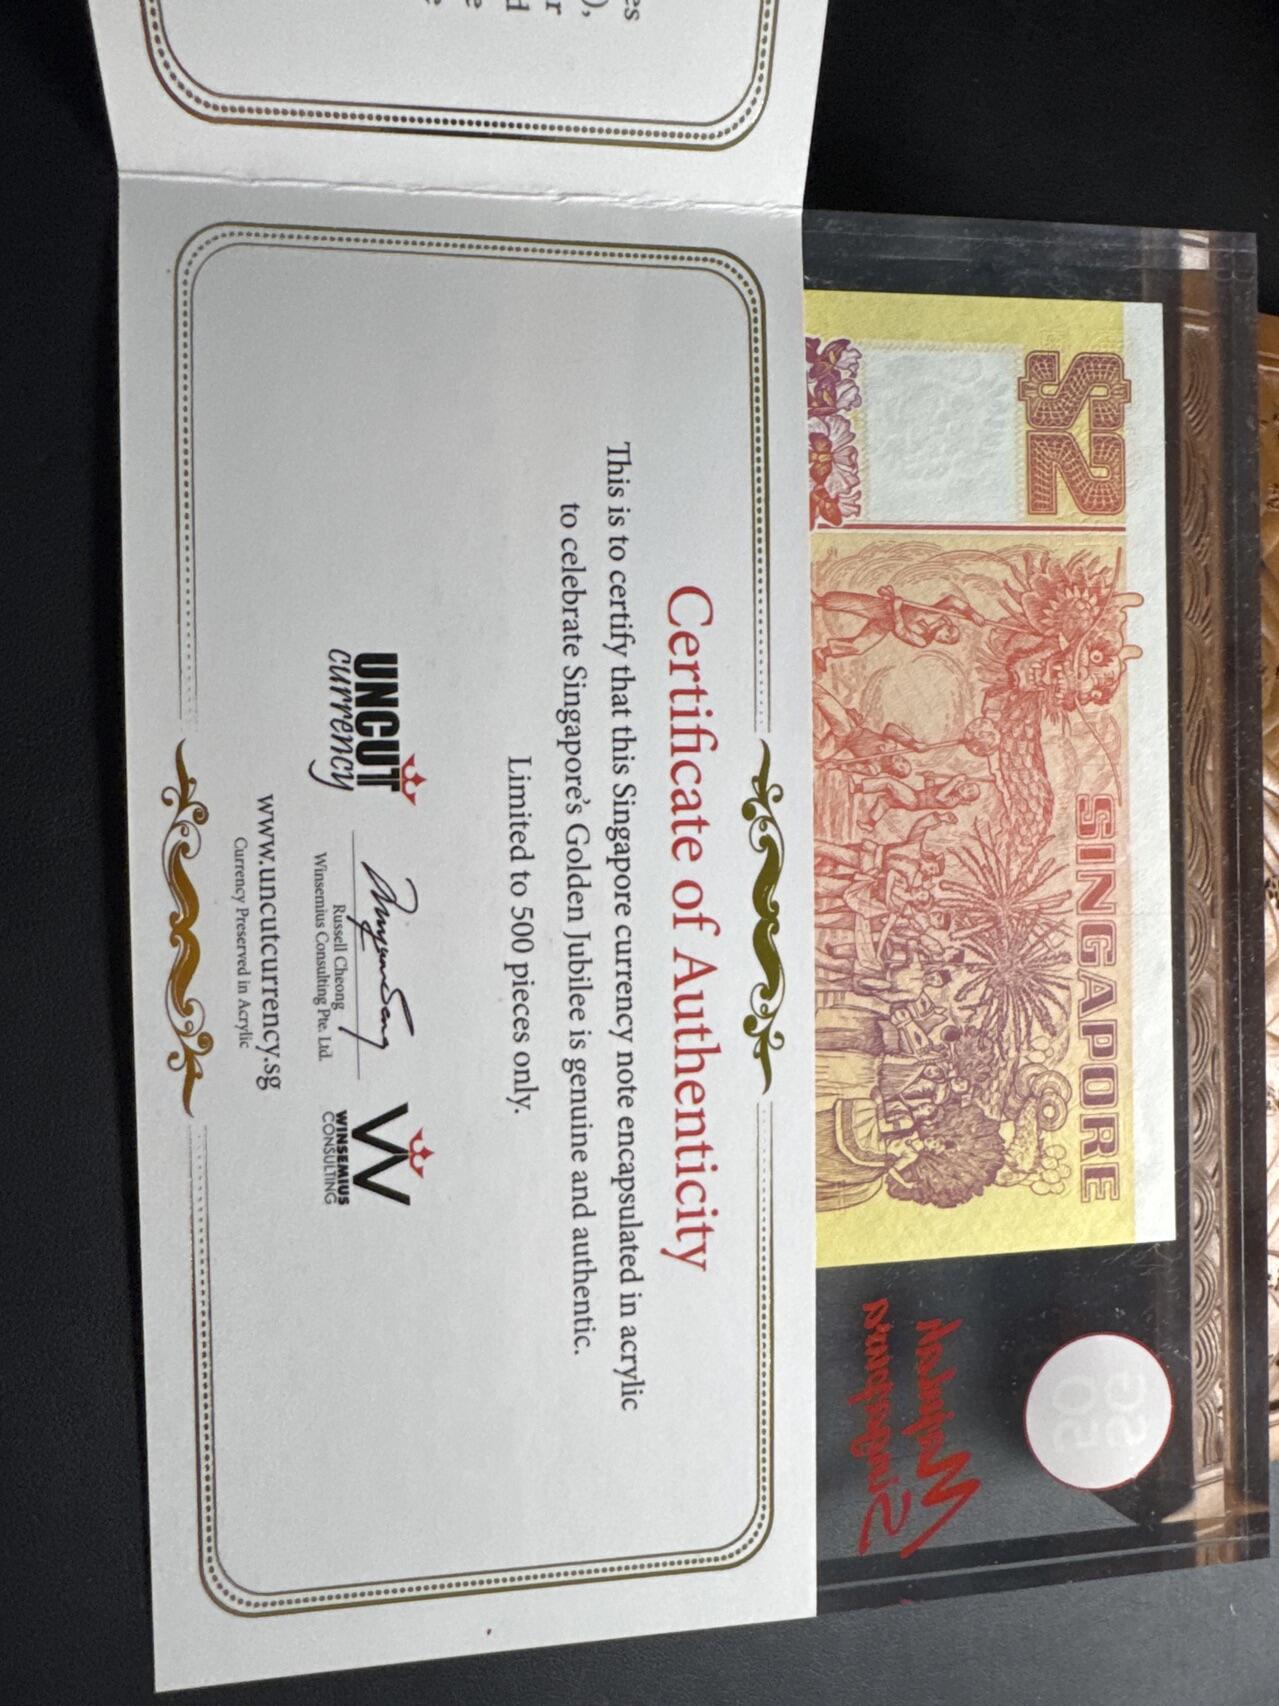 es
),
r
d
e
e
Certificate of Authenticity
This is to certify that this Singapore currency note encapsulated in acrylic
to celebrate Singapore's Golden Jubilee is genuine and authentic.
Limited to 500 pieces only.
UNCUT
currency
Russell Cheong
Winsemius Consulting Pte. Ltd.
WINSEMIUS
CONSULTING
www.uncutcurrency.sg
Currency Preserved in Acrylic
$2
SINGAPORE
SG
50
Majulah
Singapura